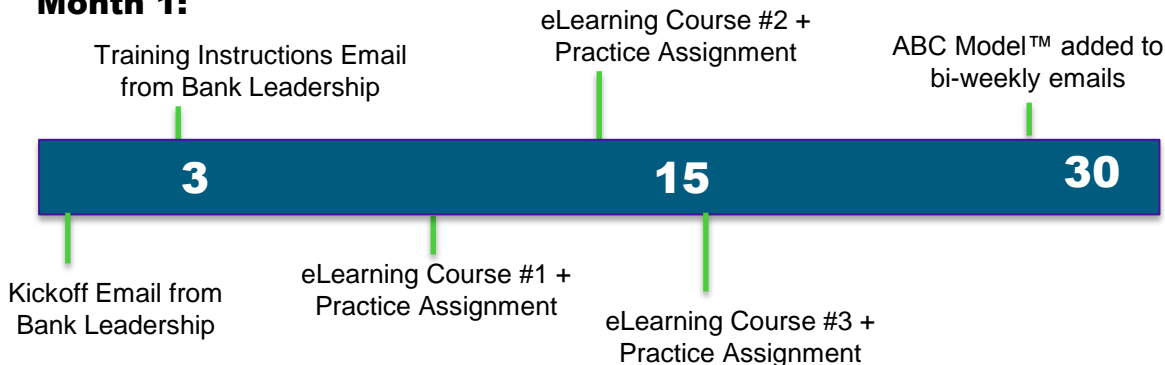 Month 1:
eLearning Course #2 +
Practice Assignment
Training Instructions Email
from Bank Leadership
ABC Model™ added to
bi-weekly emails
3
15
30
Kickoff Email from
Bank Leadership
eLearning Course #1 +
Practice Assignment
eLearning Course #3 +
Practice Assignment